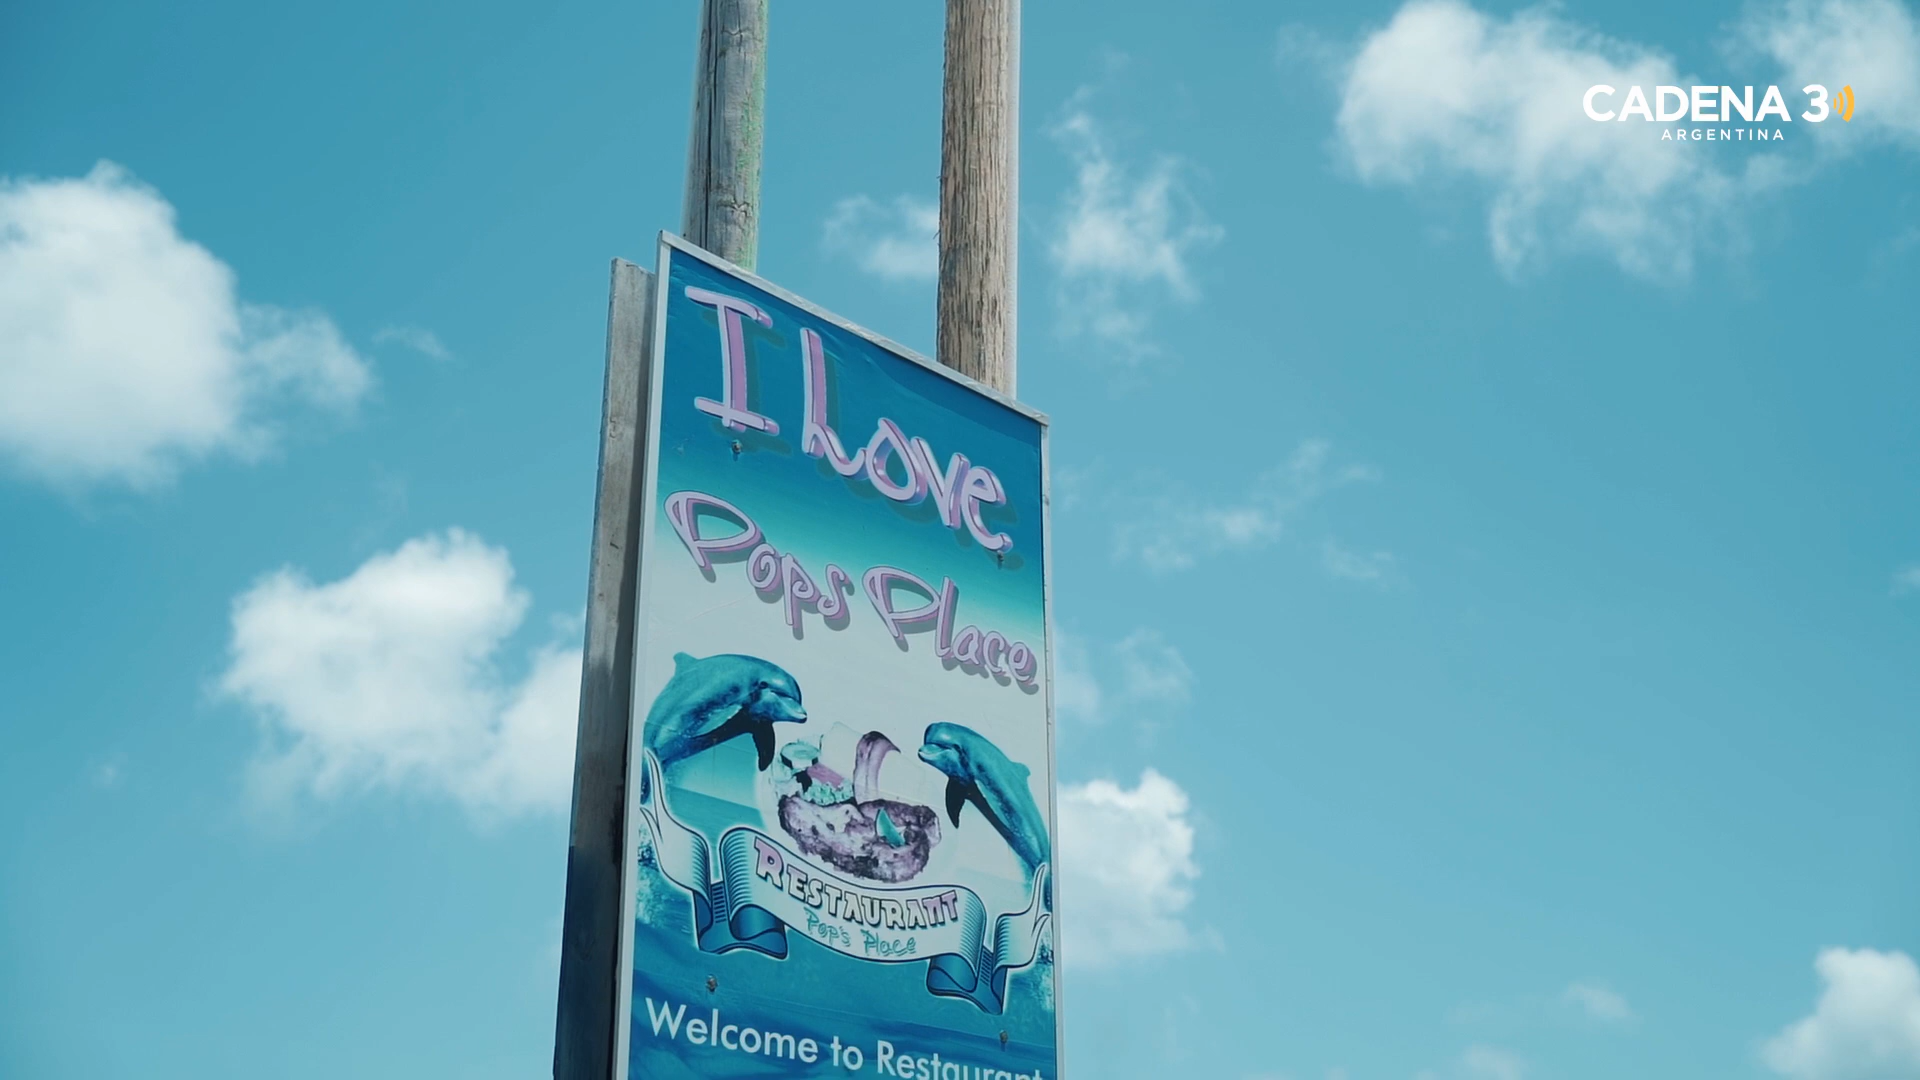 CADENA 3
ARGENTINA
I Love
Pops Place
RESTAURANT
Pop's Place
Welcome to Restaurant